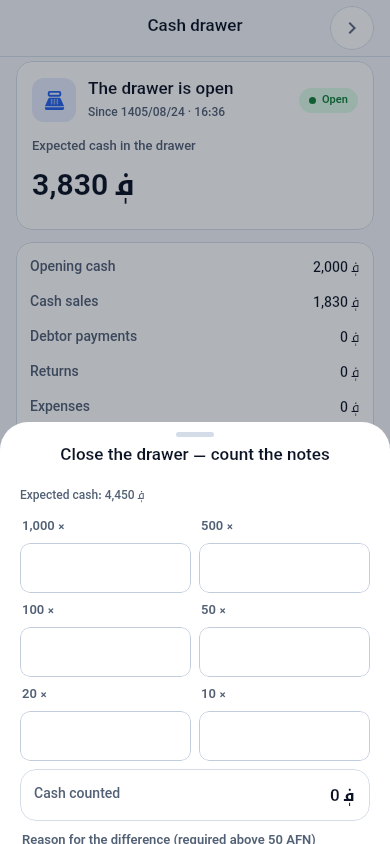 Cash drawer
The drawer is open
Since 1405/08/24 · 16:36
Open
Expected cash in the drawer
3,830 ؋
Opening cash 2,000 ؋
Cash sales 1,830 ؋
Debtor payments 0 ؋
Returns 0 ؋
Expenses 0 ؋
Close the drawer — count the notes
Expected cash: 4,450 ؋
1,000 × 500 ×
100 × 50 ×
20 × 10 ×
Cash counted 0 ؋
Reason for the difference (required above 50 AFN)